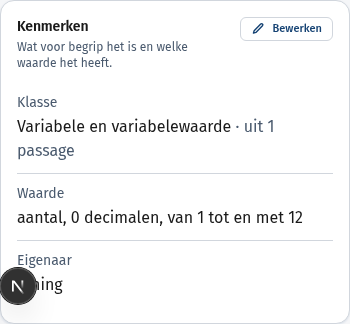 Kenmerken
Bewerken
Wat voor begrip het is en welke
waarde het heeft.
Klasse
Variabele en variabelewaarde · uit 1
passage
Waarde
aantal, 0 decimalen, van 1 tot en met 12
Eigenaar
N